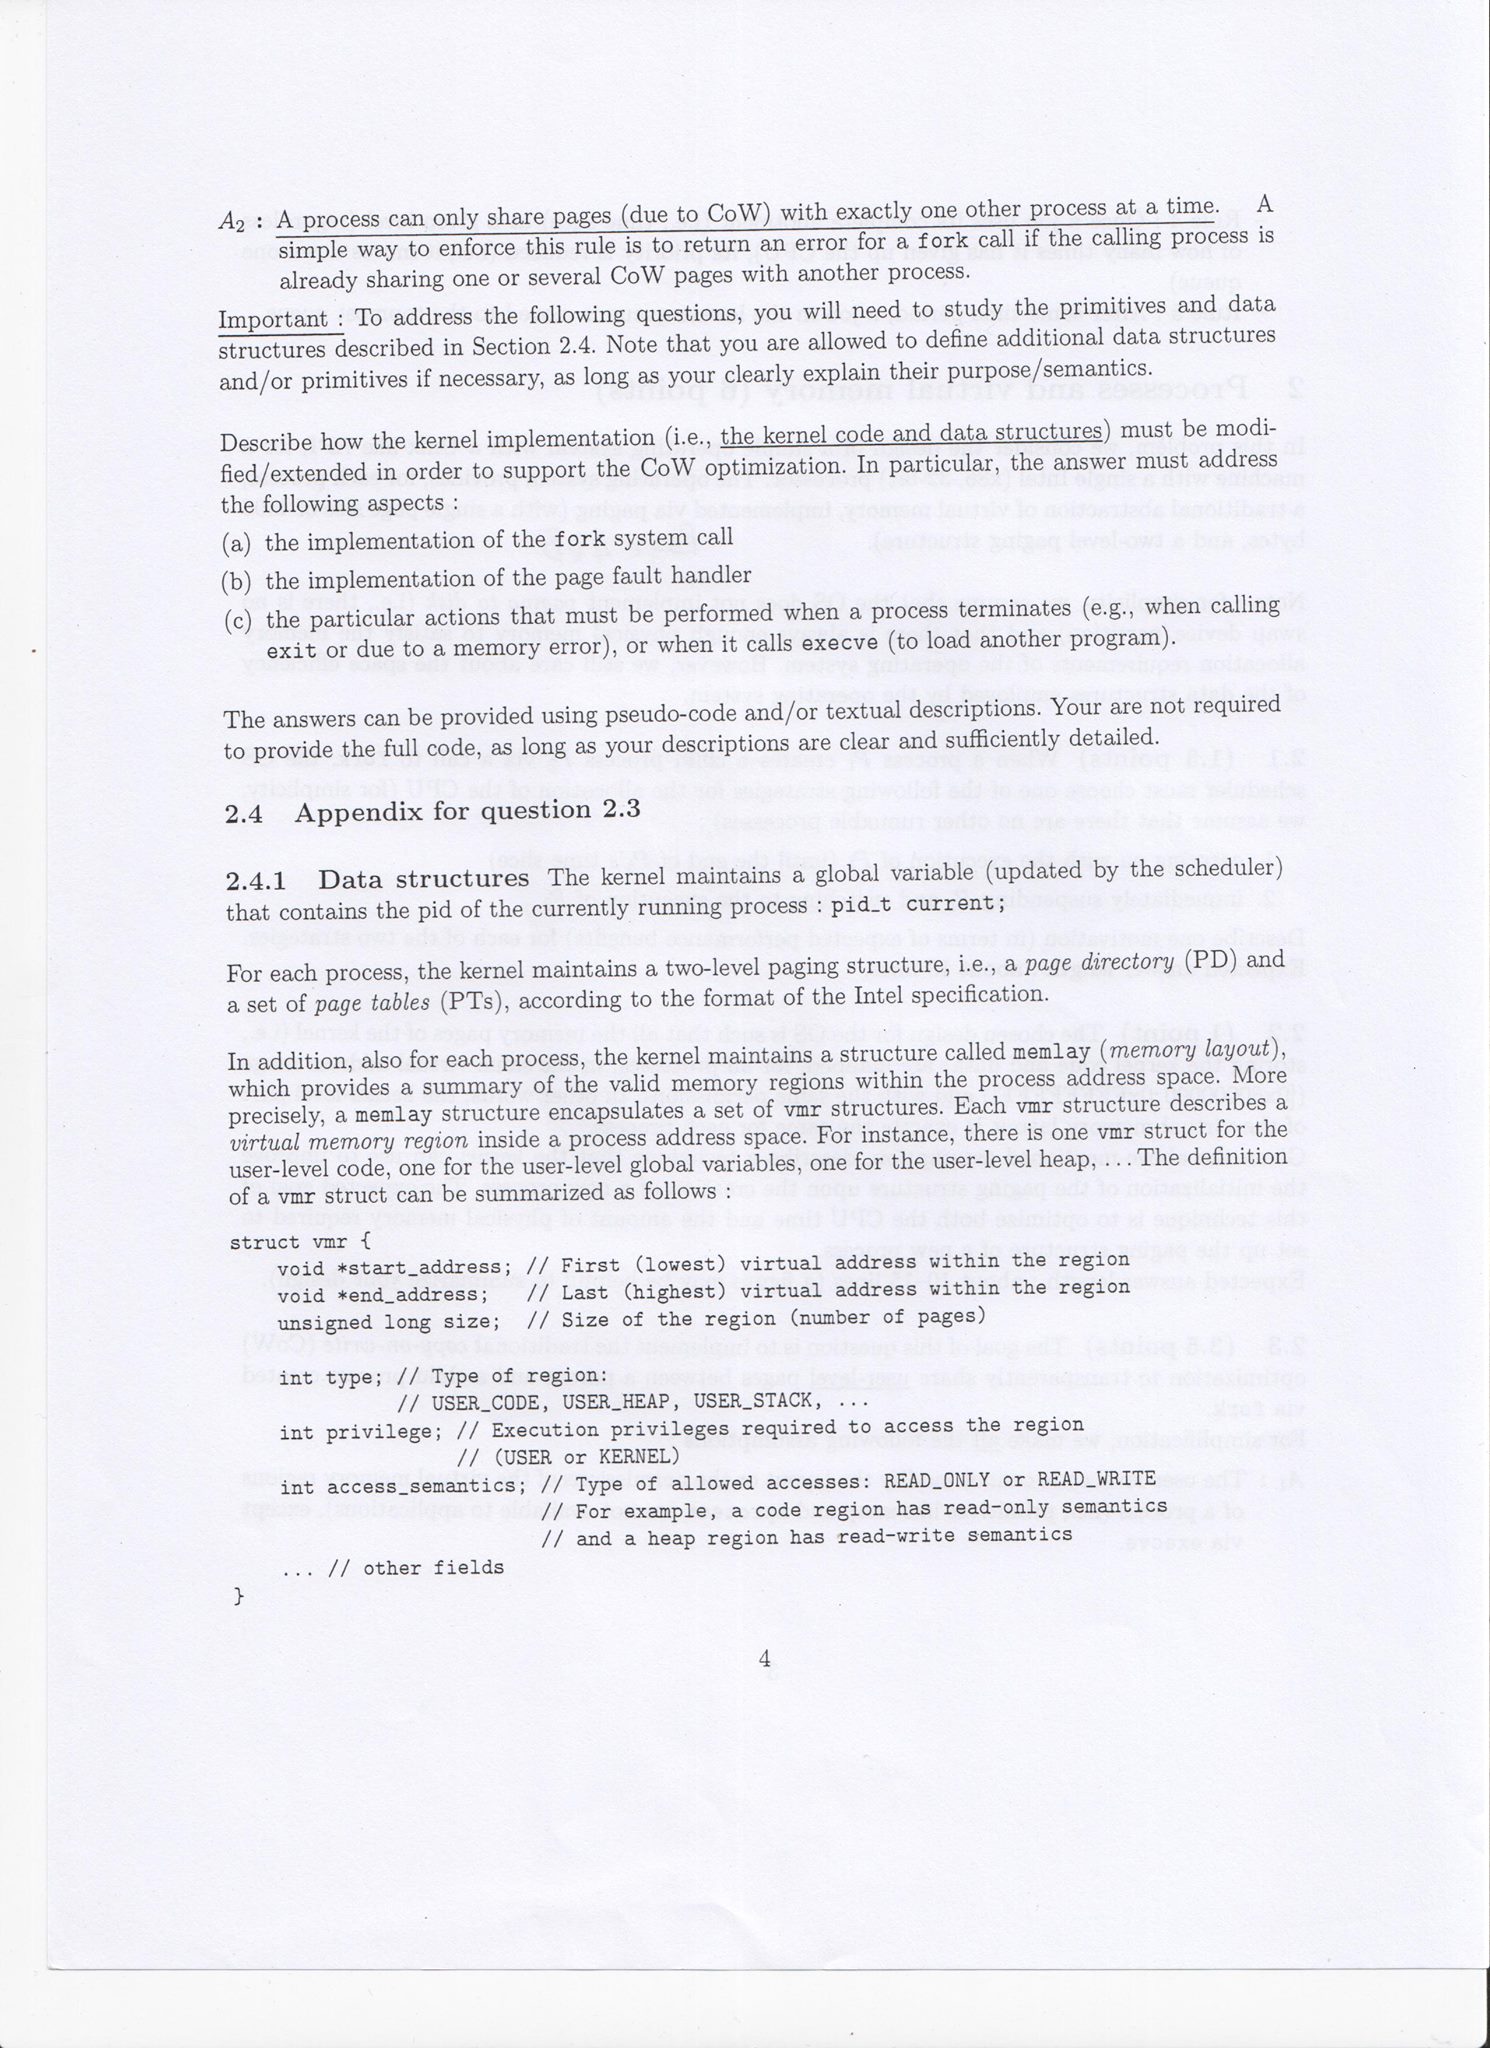 A₂ : A process can only share pages (due to CoW) with exactly one other process at a time. A
simple way to enforce this rule is to return an error for a fork call if the calling process is
already sharing one or several CoW pages with another process.
Important : To address the following questions, you will need to study the primitives and data
structures described in Section 2.4. Note that you are allowed to define additional data structures
and/or primitives if necessary, as long as your clearly explain their purpose/semantics.
Describe how the kernel implementation (i.e., the kernel code and data structures) must be modi-
fied/extended in order to support the CoW optimization. In particular, the answer must address
the following aspects :
(a) the implementation of the fork system call
(b) the implementation of the page fault handler
(c) the particular actions that must be performed when a process terminates (e.g., when calling
exit or due to a memory error), or when it calls execve (to load another program).
The answers can be provided using pseudo-code and/or textual descriptions. Your are not required
to provide the full code, as long as your descriptions are clear and sufficiently detailed.
2.4 Appendix for question 2.3
2.4.1 Data structures The kernel maintains a global variable (updated by the scheduler)
that contains the pid of the currently running process : pid_t current;
For each process, the kernel maintains a two-level paging structure, i.e., a page directory (PD) and
a set of page tables (PTs), according to the format of the Intel specification.
In addition, also for each process, the kernel maintains a structure called memlay (memory layout),
which provides a summary of the valid memory regions within the process address space. More
precisely, a memlay structure encapsulates a set of vmr structures. Each vmr structure describes a
virtual memory region inside a process address space. For instance, there is one vmr struct for the
user-level code, one for the user-level global variables, one for the user-level heap, ... The definition
of a vmr struct can be summarized as follows :
struct vmr {
void *start_address; // First (lowest) virtual address within the region
void *end_address; // Last (highest) virtual address within the region
unsigned long size; // Size of the region (number of pages)
int type; // Type of region:
// USER_CODE, USER_HEAP, USER_STACK, ...
int privilege; // Execution privileges required to access the region
// (USER or KERNEL)
int access_semantics; // Type of allowed accesses: READ_ONLY or READ_WRITE
// For example, a code region has read-only semantics
// and a heap region has read-write semantics
... // other fields
}
4